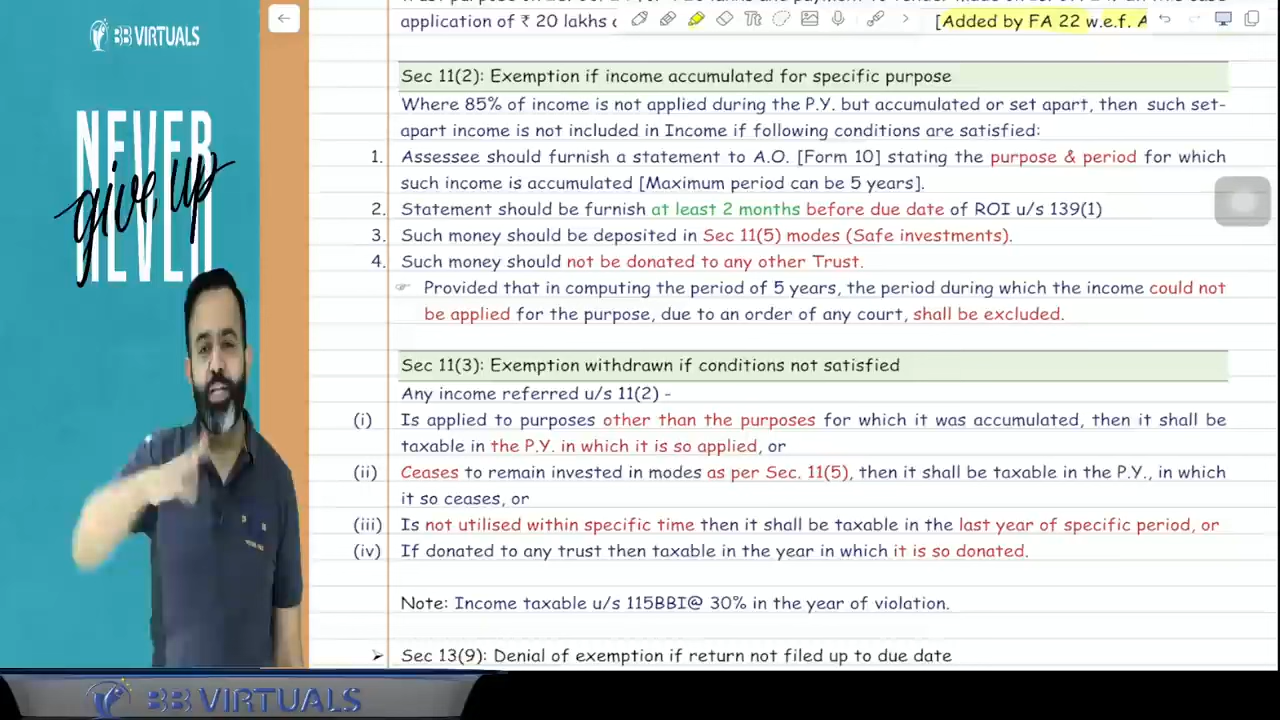 BB VIRTUALS
NEVER
give up
NEVER
application of ₹ 20 lakhs
[Added by FA 22 w.e.f. A
Sec 11(2): Exemption if income accumulated for specific purpose
Where 85% of income is not applied during the P.Y. but accumulated or set apart, then such set-
apart income is not included in Income if following conditions are satisfied:
1. Assessee should furnish a statement to A.O. [Form 10] stating the purpose & period for which
such income is accumulated [Maximum period can be 5 years].
2. Statement should be furnish at least 2 months before due date of ROI u/s 139(1)
3. Such money should be deposited in Sec 11(5) modes (Safe investments).
4. Such money should not be donated to any other Trust.
☞ Provided that in computing the period of 5 years, the period during which the income could not
be applied for the purpose, due to an order of any court, shall be excluded.
Sec 11(3): Exemption withdrawn if conditions not satisfied
Any income referred u/s 11(2) -
(i) Is applied to purposes other than the purposes for which it was accumulated, then it shall be
taxable in the P.Y. in which it is so applied, or
(ii) Ceases to remain invested in modes as per Sec. 11(5), then it shall be taxable in the P.Y., in which
it so ceases, or
(iii) Is not utilised within specific time then it shall be taxable in the last year of specific period, or
(iv) If donated to any trust then taxable in the year in which it is so donated.
Note: Income taxable u/s 115BBI@ 30% in the year of violation.
➢ Sec 13(9): Denial of exemption if return not filed up to due date
BB VIRTUALS